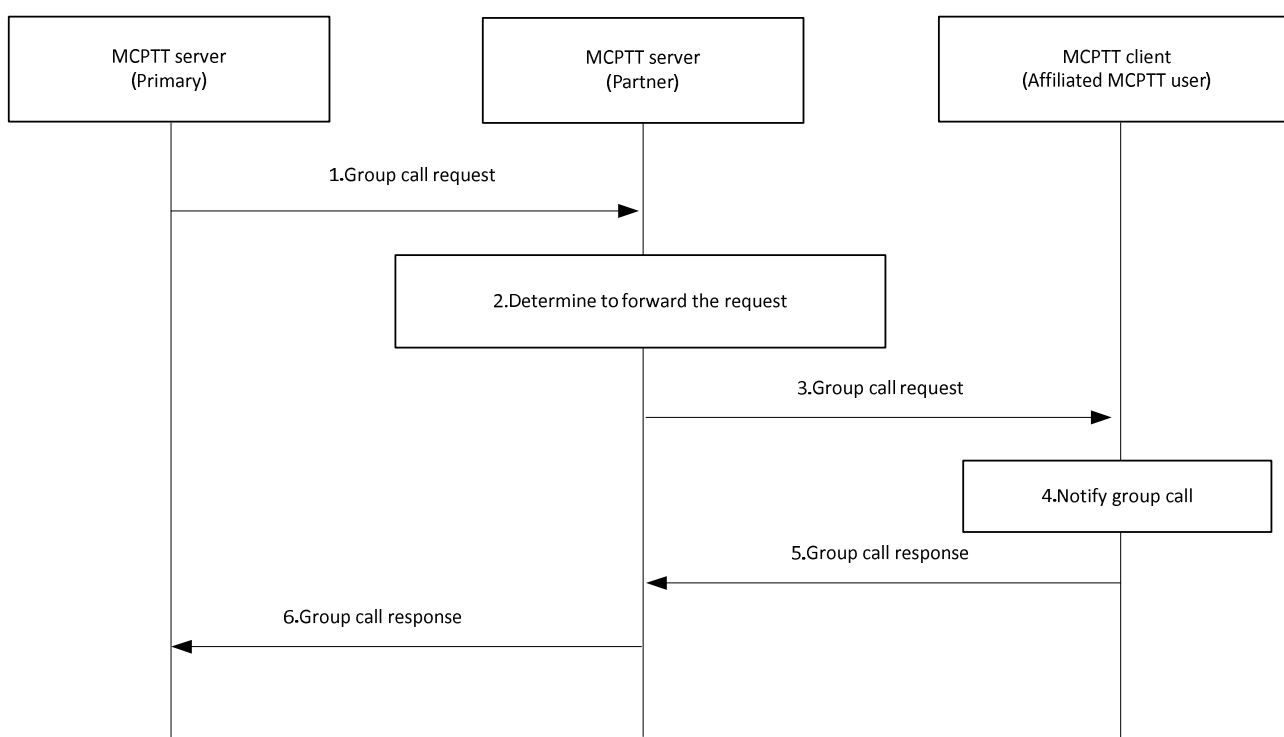 MCPTT server
(Primary)
MCPTT server
(Partner)
MCPTT client
(Affiliated MCPTT user)
1.Group call request
2.Determine to forward the request
3.Group call request
4.Notify group call
5.Group call response
6.Group call response